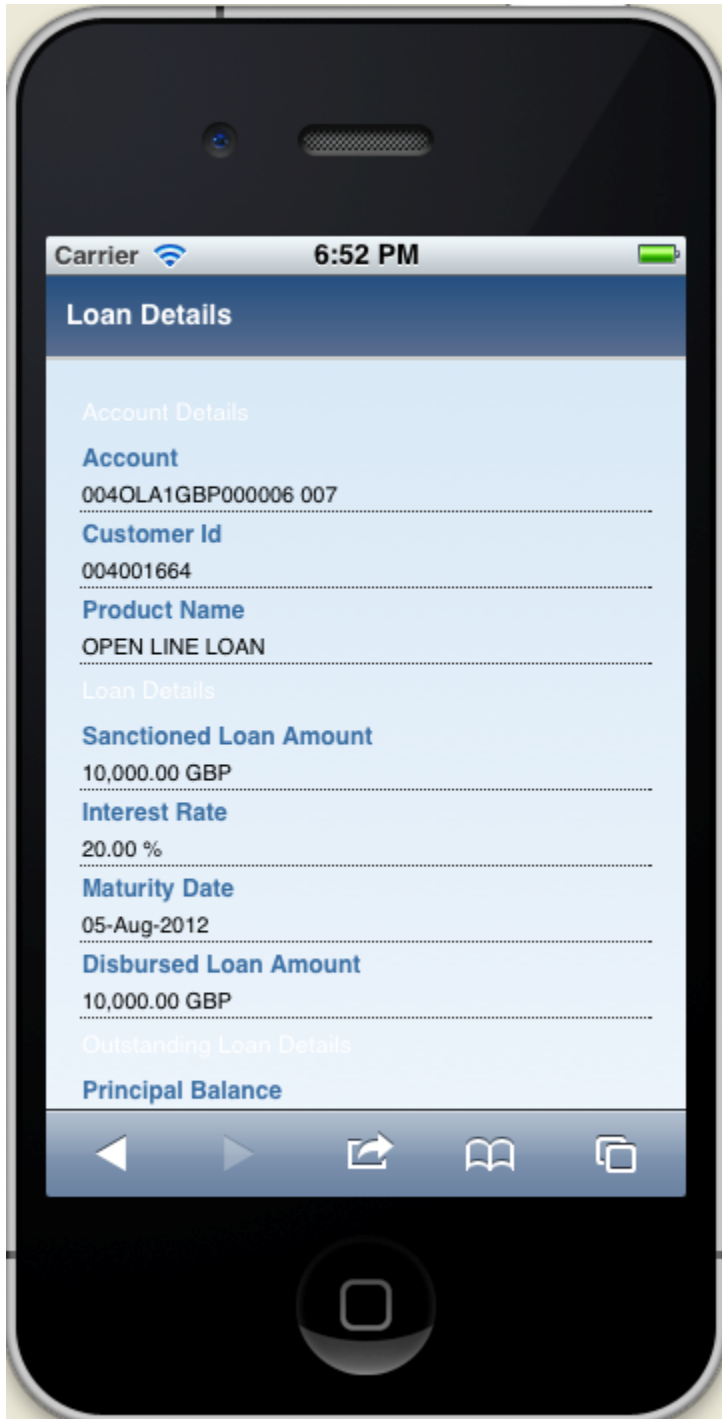 Carrier 6:52 PM
Loan Details
Account Details
Account
004OLA1GBP000006 007
Customer Id
004001664
Product Name
OPEN LINE LOAN
Loan Details
Sanctioned Loan Amount
10,000.00 GBP
Interest Rate
20.00 %
Maturity Date
05-Aug-2012
Disbursed Loan Amount
10,000.00 GBP
Outstanding Loan Details
Principal Balance